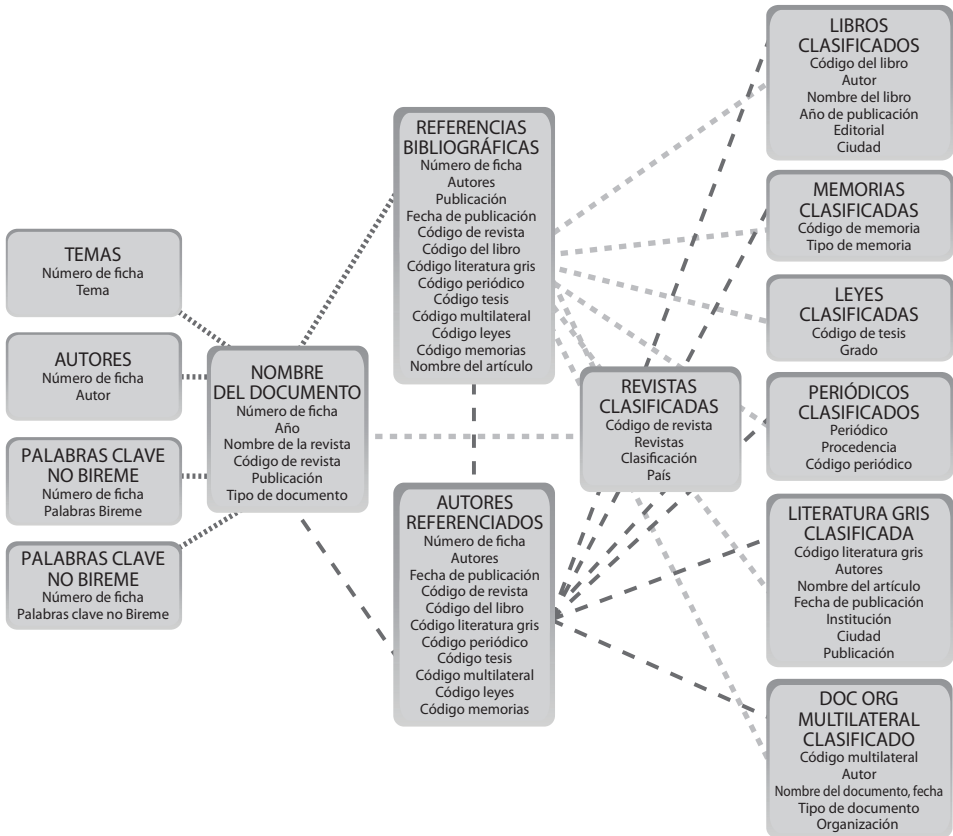 TEMAS
Número de ficha
Tema
AUTORES
Número de ficha
Autor
PALABRAS CLAVE
NO BIREME
Número de ficha
Palabras Bireme
PALABRAS CLAVE
NO BIREME
Número de ficha
Palabras clave no Bireme
NOMBRE
DEL DOCUMENTO
Número de ficha
Año
Nombre de la revista
Código de revista
Publicación
Tipo de documento
REFERENCIAS
BIBLIOGRÁFICAS
Número de ficha
Autores
Publicación
Fecha de publicación
Código de revista
Código del libro
Código literatura gris
Código periódico
Código tesis
Código multilateral
Código leyes
Código memorias
Nombre del artículo
AUTORES
REFERENCIADOS
Número de ficha
Autores
Fecha de publicación
Código de revista
Código del libro
Código literatura gris
Código periódico
Código tesis
Código multilateral
Código leyes
Código memorias
REVISTAS
CLASIFICADAS
Código de revista
Revistas
Clasificación
País
LIBROS
CLASIFICADOS
Código del libro
Autor
Nombre del libro
Año de publicación
Editorial
Ciudad
MEMORIAS
CLASIFICADAS
Código de memoria
Tipo de memoria
LEYES
CLASIFICADAS
Código de tesis
Grado
PERIÓDICOS
CLASIFICADOS
Periódico
Procedencia
Código periódico
LITERATURA GRIS
CLASIFICADA
Código literatura gris
Autores
Nombre del artículo
Fecha de publicación
Institución
Ciudad
Publicación
DOC ORG
MULTILATERAL
CLASIFICADO
Código multilateral
Autor
Nombre del documento, fecha
Tipo de documento
Organización